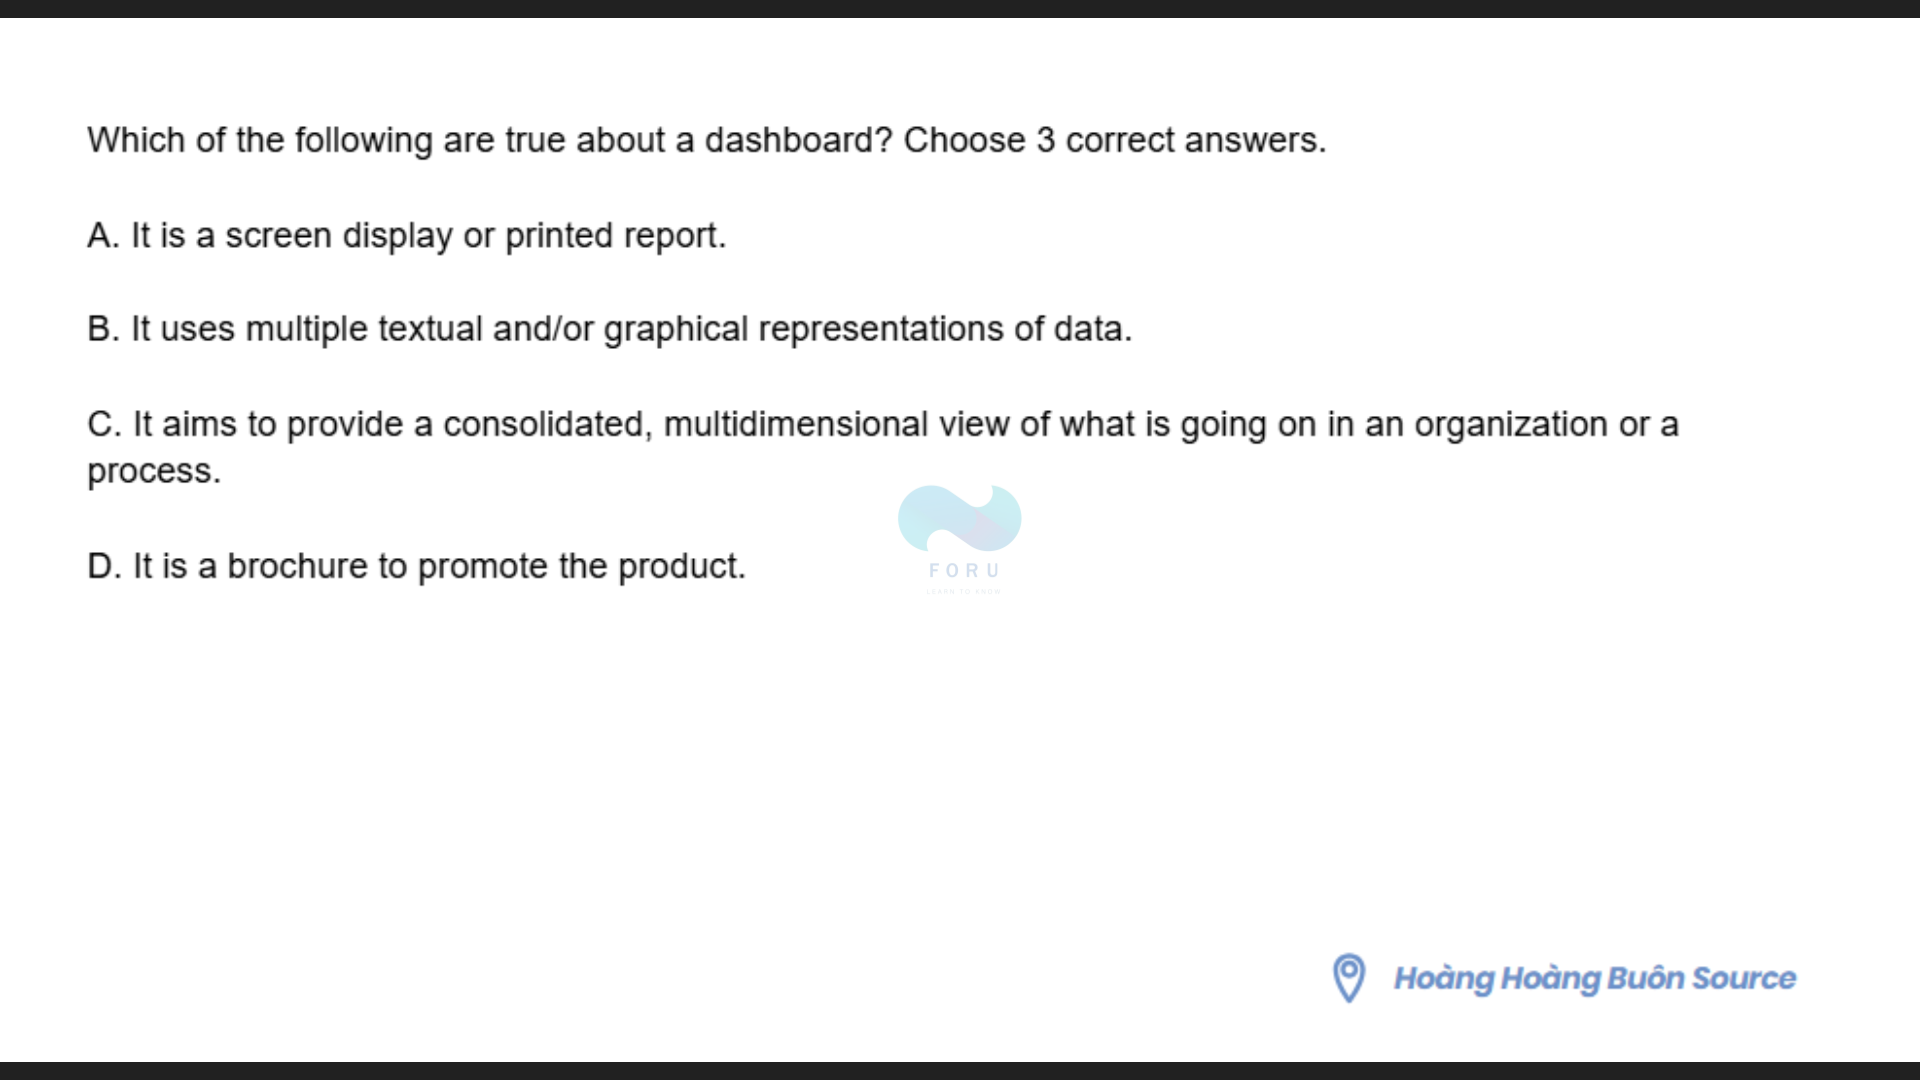 Which of the following are true about a dashboard? Choose 3 correct answers.
A. It is a screen display or printed report.
B. It uses multiple textual and/or graphical representations of data.
C. It aims to provide a consolidated, multidimensional view of what is going on in an organization or a
process.
D. It is a brochure to promote the product.
FORU
LEARN TO KNOW
Hoàng Hoàng Buôn Source